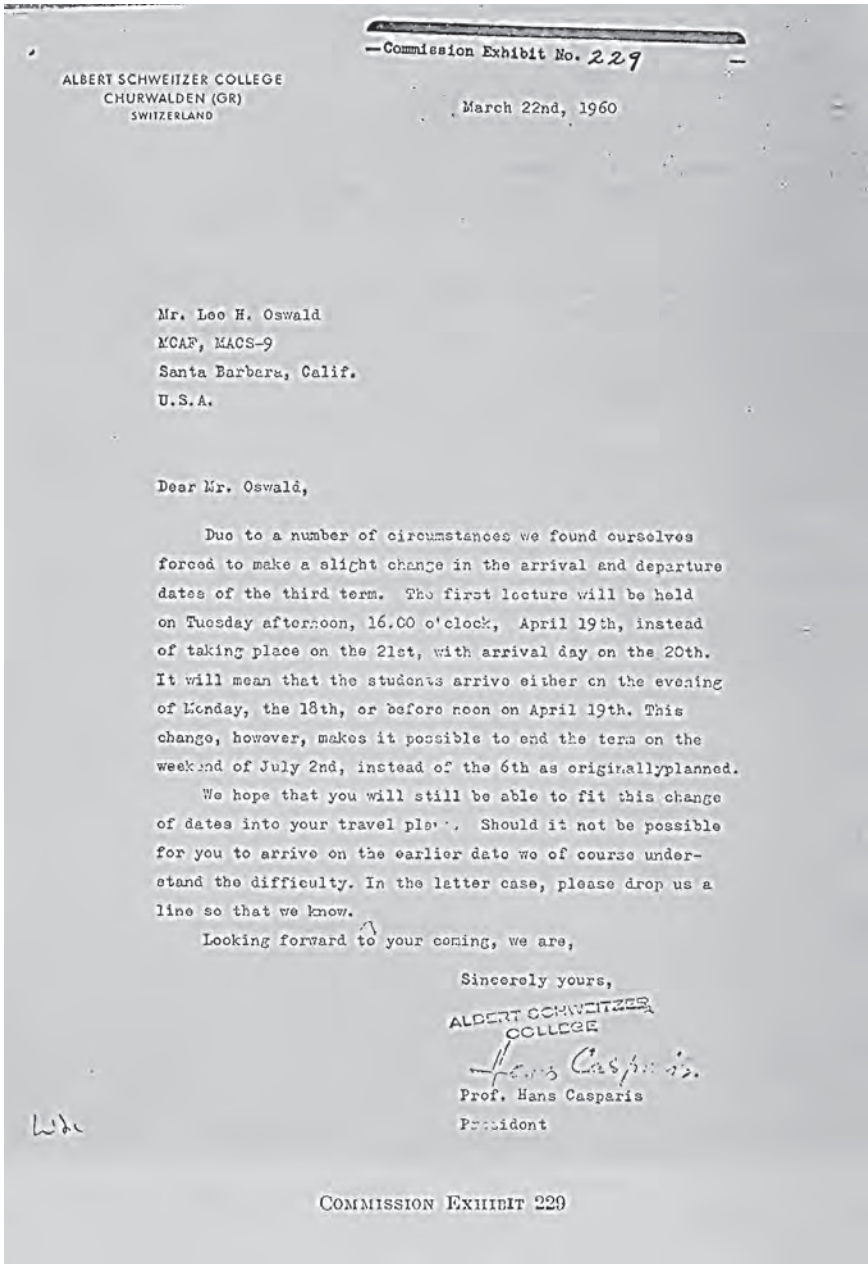 Commission Exhibit No. 229
ALBERT SCHWEITZER COLLEGE
CHURWALDEN (GR)
SWITZERLAND
March 22nd, 1960
Mr. Lee H. Oswald
MCAF, MACS-9
Santa Barbara, Calif.
U.S.A.
Dear Mr. Oswald,
Due to a number of circumstances we found ourselves
forced to make a slight change in the arrival and departure
dates of the third term. The first lecture will be held
on Tuesday afternoon, 16.00 o'clock, April 19th, instead
of taking place on the 21st, with arrival day on the 20th.
It will mean that the students arrive either on the evening
of Monday, the 18th, or before noon on April 19th. This
change, however, makes it possible to end the term on the
weekend of July 2nd, instead of the 6th as originallyplanned.
We hope that you will still be able to fit this change
of dates into your travel Should it not be possible
for you to arrive on the earlier date we of course under-
stand the difficulty. In the latter case, please drop us a
line so that we know.
Looking forward to your coming, we are,
Sincerely yours,
ALBERT SCHWEITZER
COLLEGE
Hans Casparis.
Prof. Hans Casparis
President
COMMISSION EXHIBIT 229